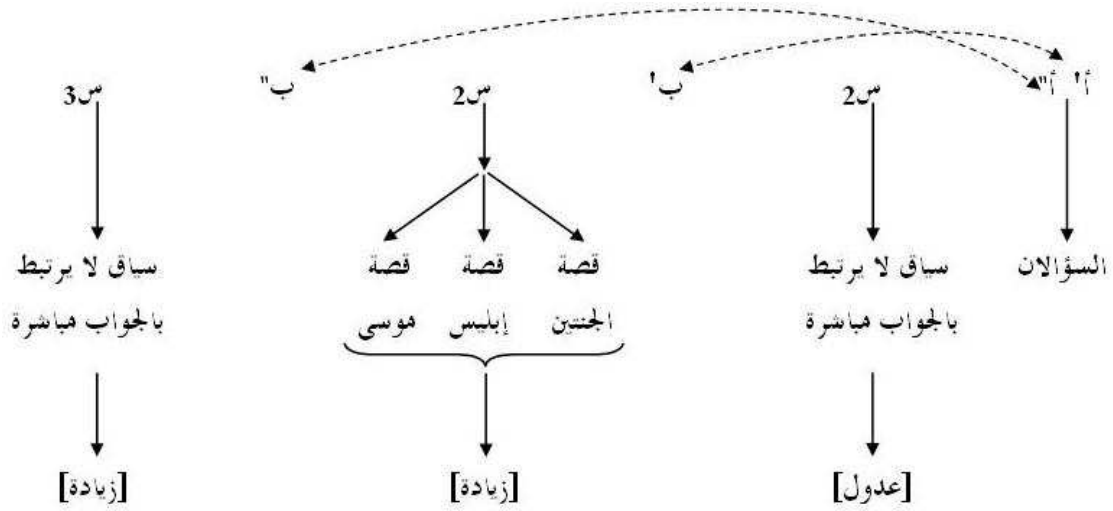 أ' أ" ب' ب"
س2 س2 س3
السؤالان سياق لا يرتبط قصة قصة قصة سياق لا يرتبط
بالجواب مباشرة الجنتين إبليس موسى بالجواب مباشرة
[عدول] [زيادة] [زيادة]